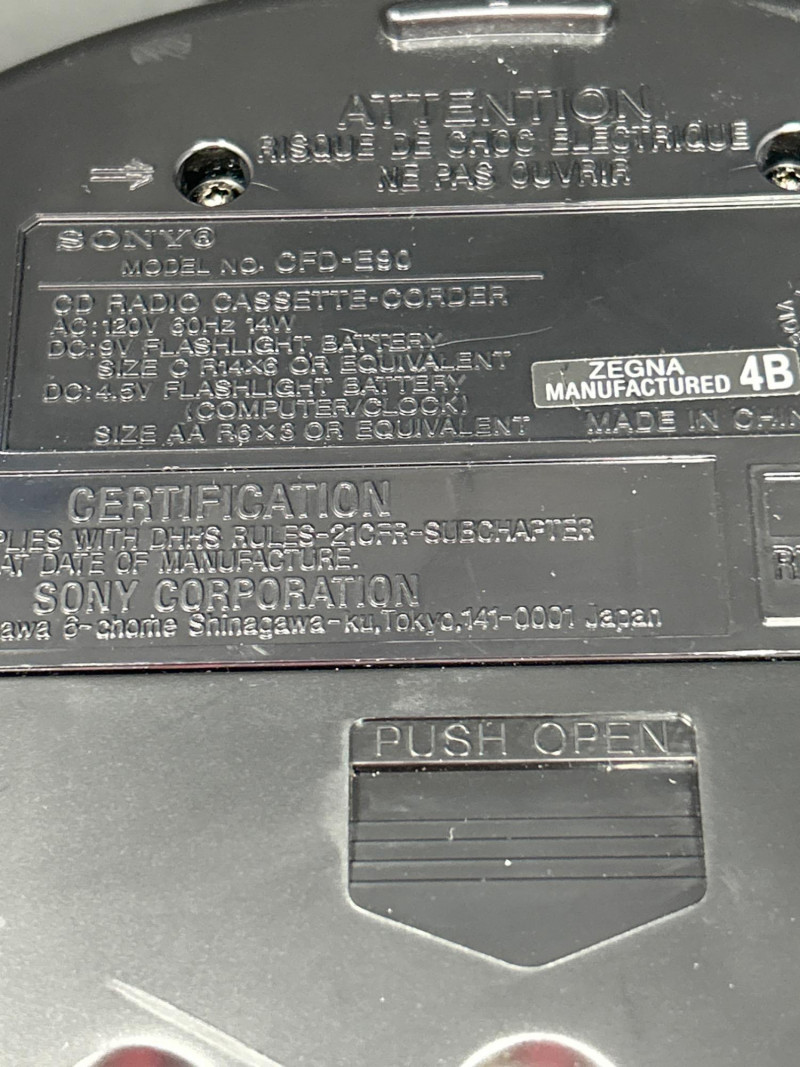 ATTENTION
RISQUE DE CHOC ELECTRIQUE
NE PAS OUVRIR
SONY®
MODEL NO. CFD-E90
CD RADIO CASSETTE-CORDER
AC:120V 60Hz 14W
DC:9V FLASHLIGHT BATTERY
SIZE C R14×6 OR EQUIVALENT
DC:4.5V FLASHLIGHT BATTERY
(COMPUTER/CLOCK)
SIZE AA R6×3 OR EQUIVALENT
ZEGNA
MANUFACTURED 4B
MADE IN CHIN
CERTIFICATION
PLIES WITH DHHS RULES-21CFR-SUBCHAPTER
AT DATE OF MANUFACTURE.
SONY CORPORATION
awa 6-chome Shinagawa-ku,Tokyo,141-0001 Japan
PUSH OPEN